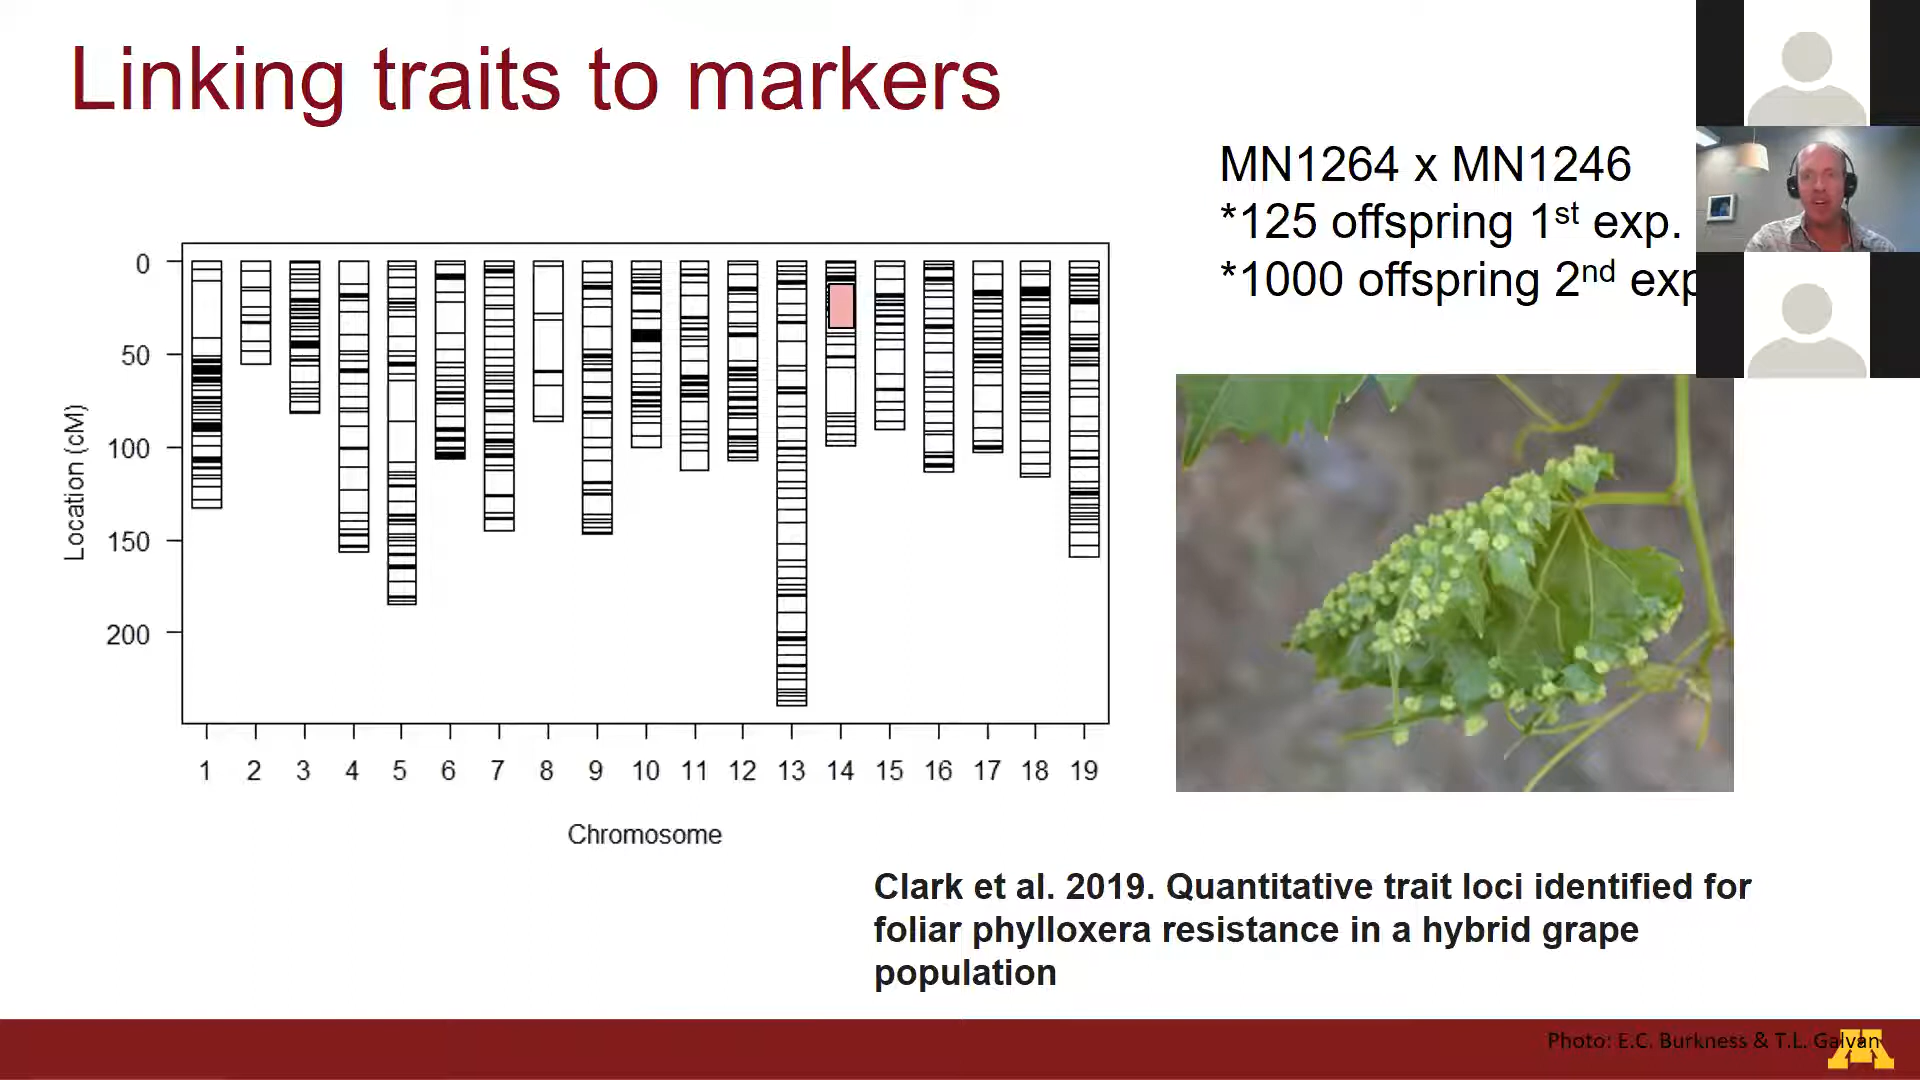 Linking traits to markers
MN1264 x MN1246
*125 offspring 1st exp.
*1000 offspring 2nd exp
0
50
100
150
200
Location (cM)
1 2 3 4 5 6 7 8 9 10 11 12 13 14 15 16 17 18 19
Chromosome
Clark et al. 2019. Quantitative trait loci identified for
foliar phylloxera resistance in a hybrid grape
population
Photo: E.C. Burkness & T.L. Galvan